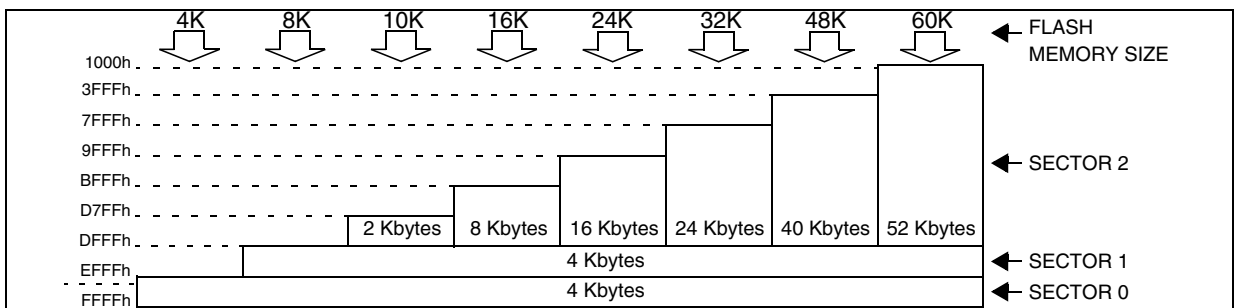 4K 8K 10K 16K 24K 32K 48K 60K
FLASH
MEMORY SIZE
1000h
3FFFh
7FFFh
9FFFh
BFFFh
D7FFh
DFFFh
EFFFh
FFFFh
2 Kbytes 8 Kbytes 16 Kbytes 24 Kbytes 40 Kbytes 52 Kbytes
4 Kbytes
4 Kbytes
SECTOR 2
SECTOR 1
SECTOR 0